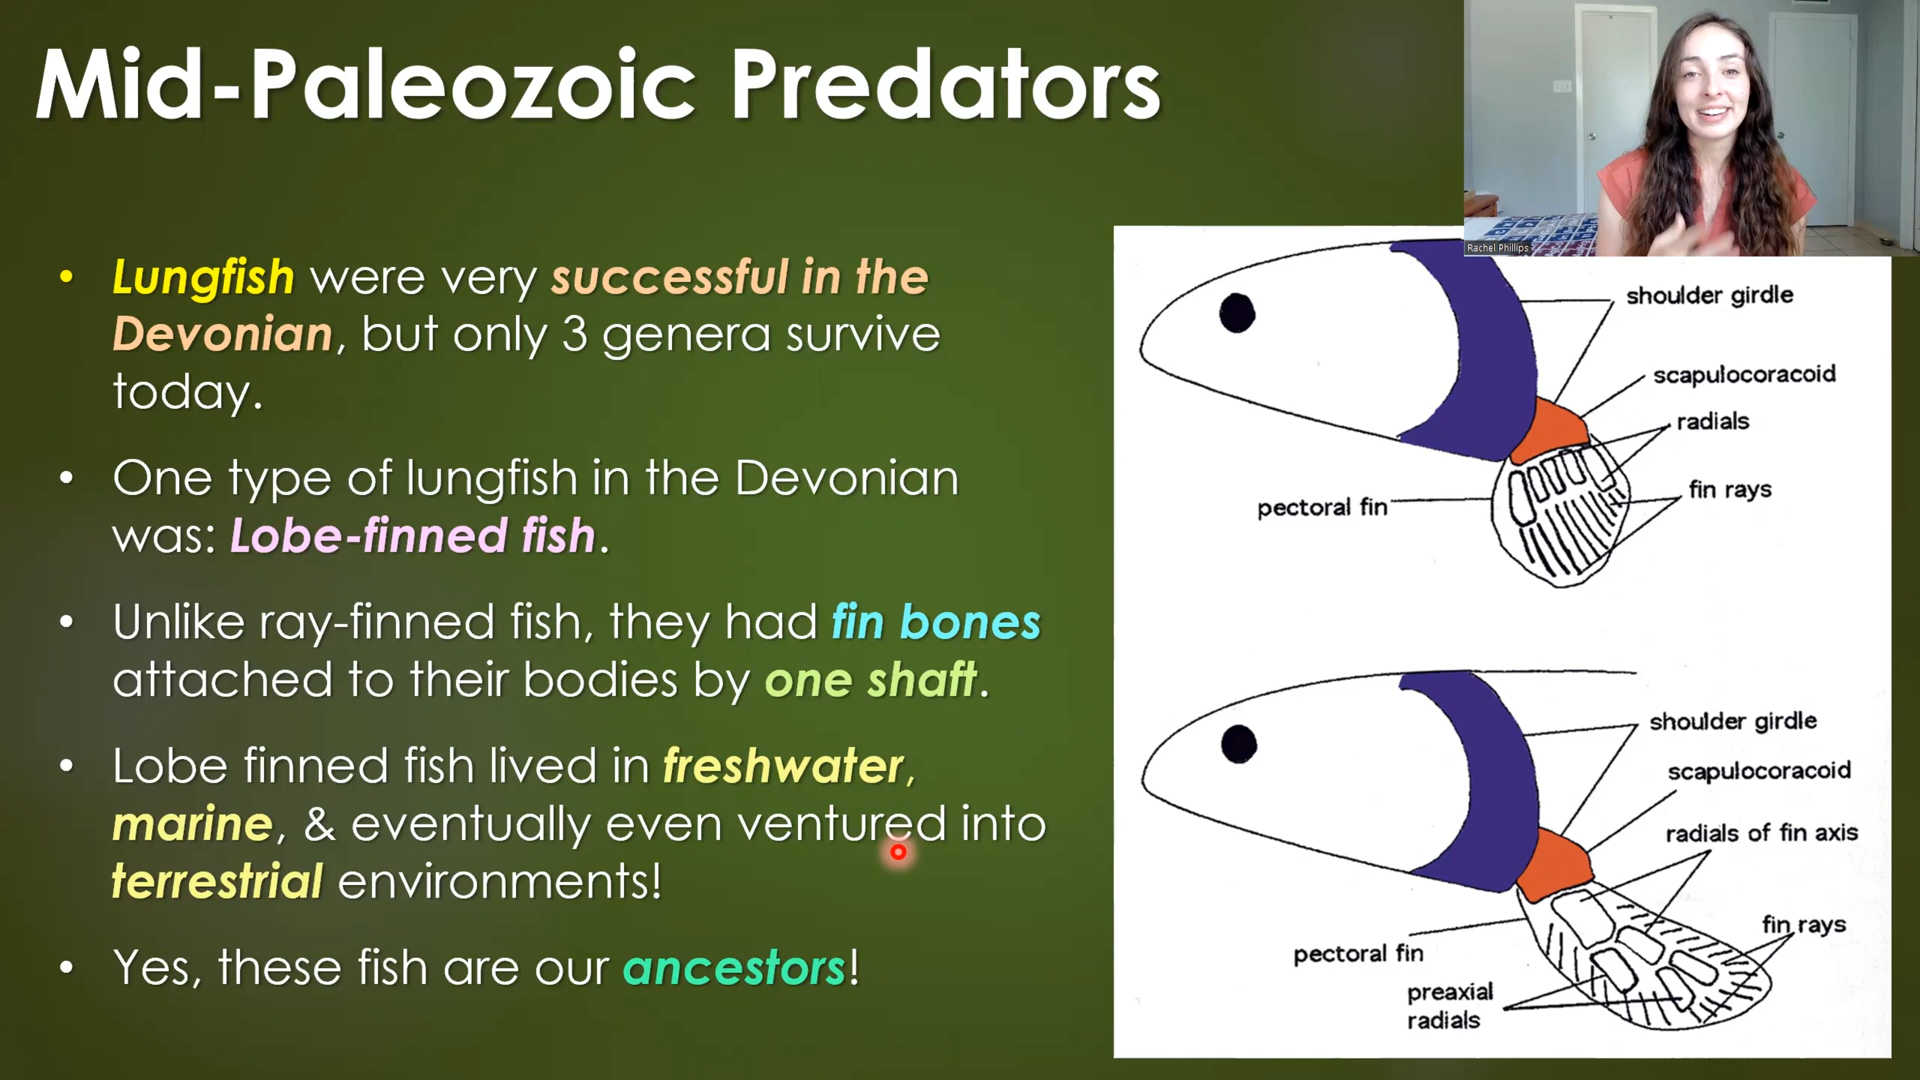 Mid-Paleozoic Predators
Rachel Phillips
• Lungfish were very successful in the
Devonian, but only 3 genera survive
today.
• One type of lungfish in the Devonian
was: Lobe-finned fish.
• Unlike ray-finned fish, they had fin bones
attached to their bodies by one shaft.
• Lobe finned fish lived in freshwater,
marine, & eventually even ventured into
terrestrial environments!
• Yes, these fish are our ancestors!
shoulder girdle
scapulocoracoid
radials
fin rays
pectoral fin
shoulder girdle
scapulocoracoid
radials of fin axis
fin rays
pectoral fin
preaxial
radials